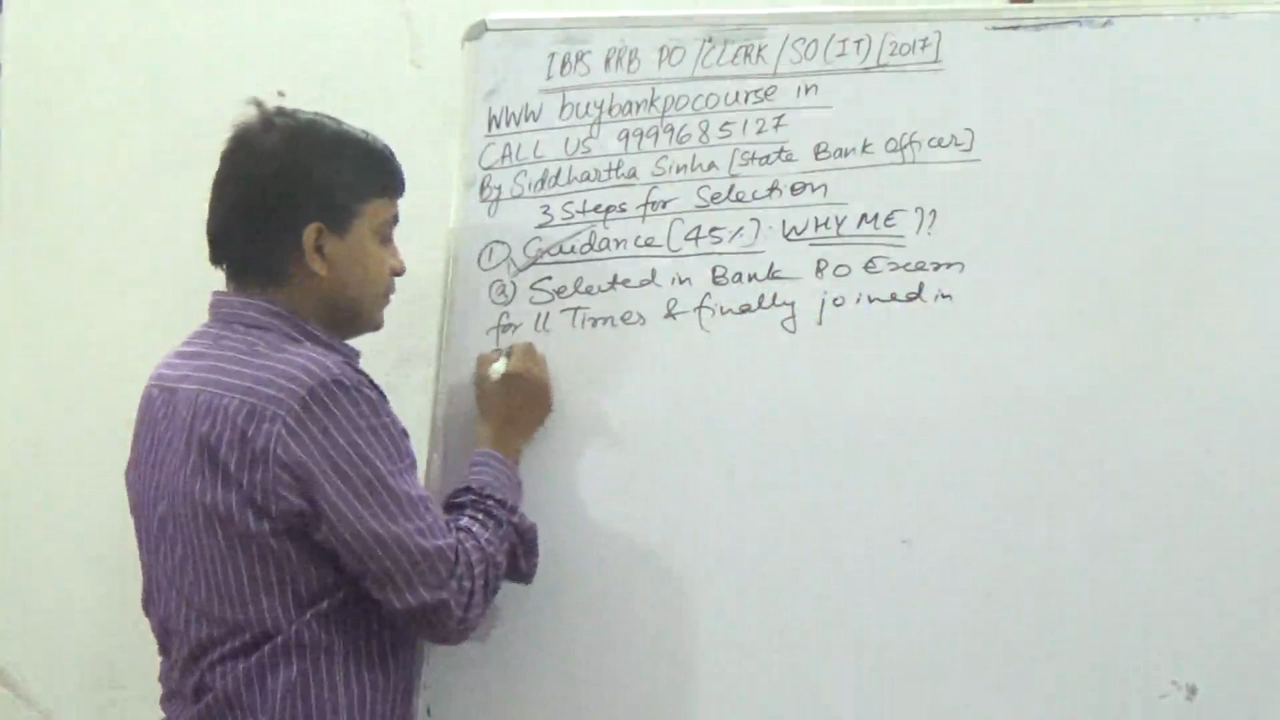 IBPS RRB PO/CLERK/SO(IT)[2017]
WWW buybankpocourse in
CALL US 9999685127
By Siddhartha Sinha [State Bank Officer]
3 Steps for Selection
① Guidance [45%]. WHY ME ??
(a) Selected in Bank PO Exam
for 11 Times & finally joined in